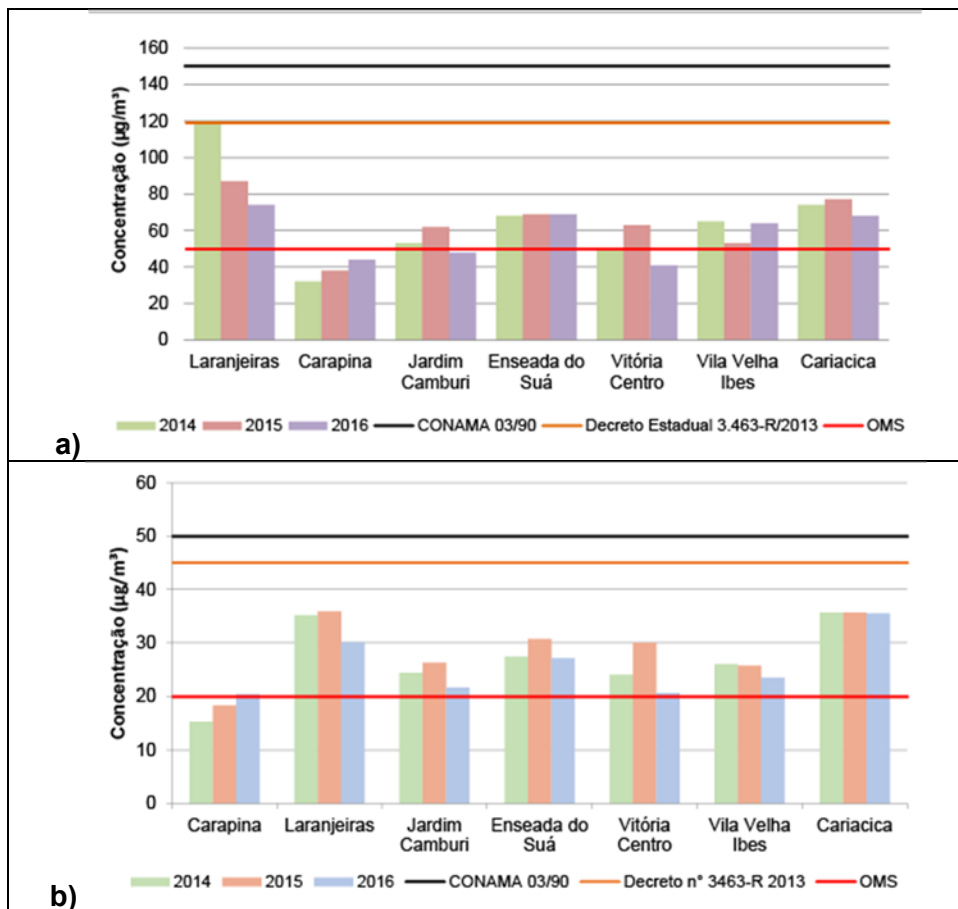 160
140
120
100
80
60
40
20
0
Concentração (µg/m³)
Laranjeiras Carapina Jardim Camburi Enseada do Suá Vitória Centro Vila Velha Ibes Cariacica
2014 2015 2016 CONAMA 03/90 Decreto Estadual 3.463-R/2013 OMS
a)
60
50
40
30
20
10
0
Concentração (µg/m³)
Carapina Laranjeiras Jardim Camburi Enseada do Suá Vitória Centro Vila Velha Ibes Cariacica
2014 2015 2016 CONAMA 03/90 Decreto n° 3463-R 2013 OMS
b)